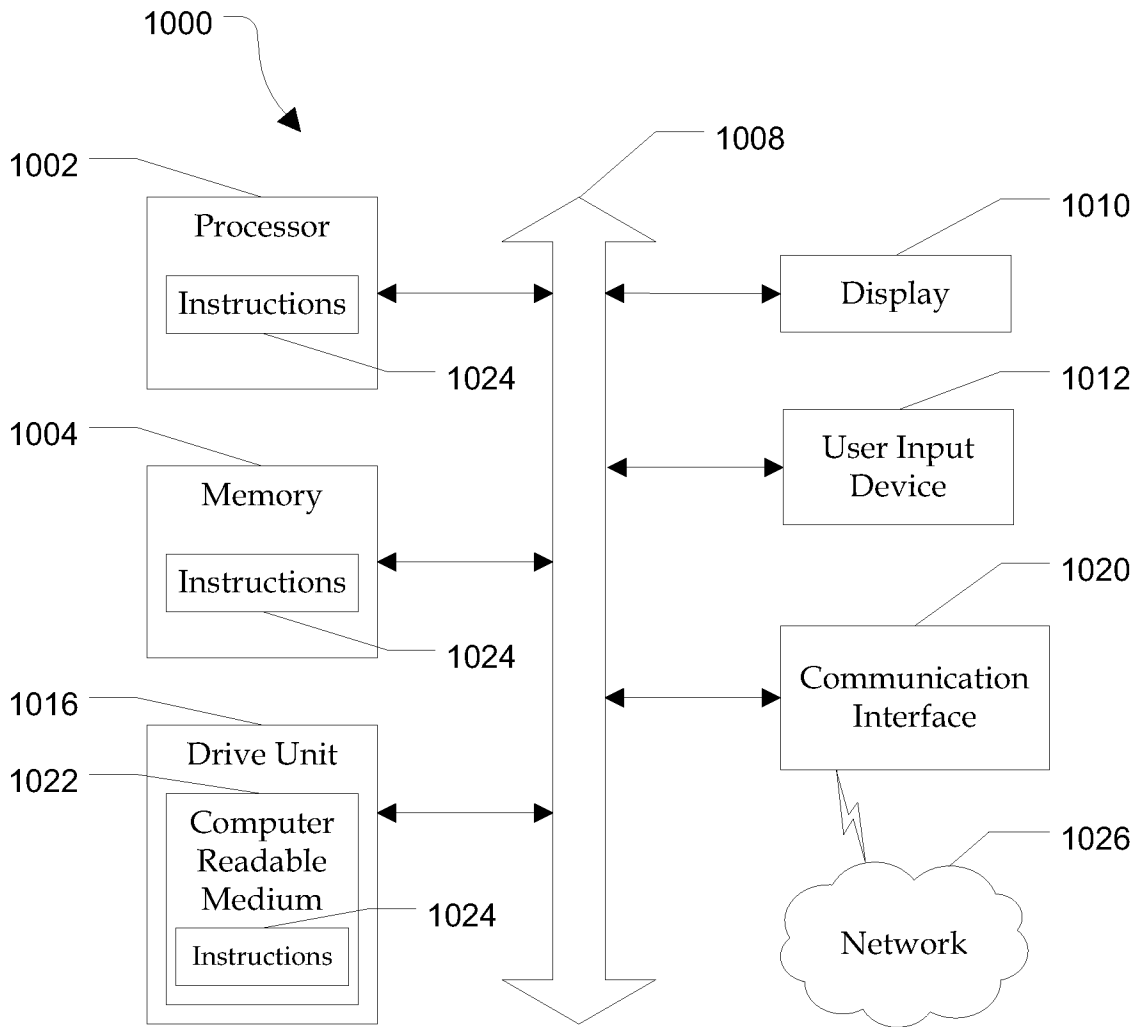 1000
1008
1002
Processor
Instructions
1024
1004
Memory
Instructions
1024
1016
Drive Unit
1022
Computer
Readable
Medium
1024
Instructions
1010
Display
1012
User Input
Device
1020
Communication
Interface
1026
Network